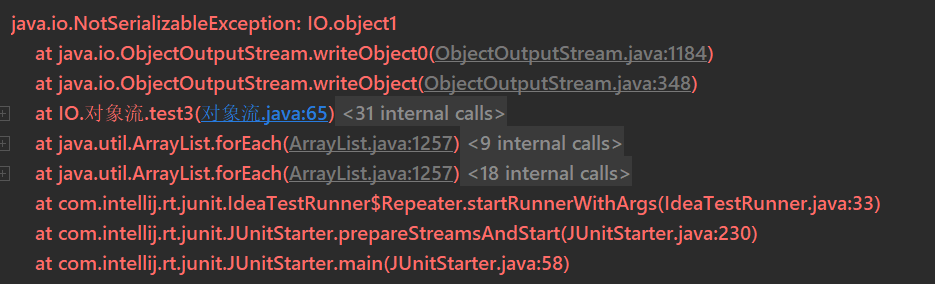 java.io.NotSerializableException: IO.object1
at java.io.ObjectOutputStream.writeObject0(ObjectOutputStream.java:1184)
at java.io.ObjectOutputStream.writeObject(ObjectOutputStream.java:348)
at IO.对象流.test3(对象流.java:65) <31 internal calls>
at java.util.ArrayList.forEach(ArrayList.java:1257) <9 internal calls>
at java.util.ArrayList.forEach(ArrayList.java:1257) <18 internal calls>
at com.intellij.rt.junit.IdeaTestRunner$Repeater.startRunnerWithArgs(IdeaTestRunner.java:33)
at com.intellij.rt.junit.JUnitStarter.prepareStreamsAndStart(JUnitStarter.java:230)
at com.intellij.rt.junit.JUnitStarter.main(JUnitStarter.java:58)